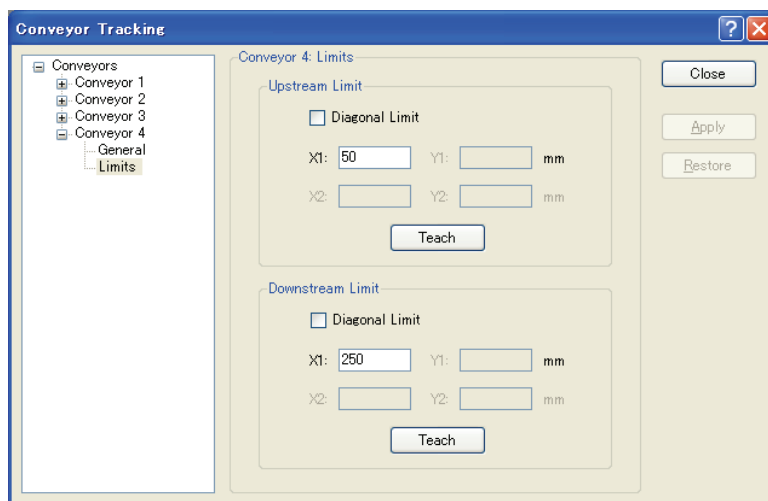 Conveyor Tracking
Conveyors
Conveyor 1
Conveyor 2
Conveyor 3
Conveyor 4
General
Limits
Conveyor 4: Limits
Upstream Limit
Diagonal Limit
X1: 50 Y1: mm
X2: Y2: mm
Teach
Downstream Limit
Diagonal Limit
X1: 250 Y1: mm
X2: Y2: mm
Teach
Close
Apply
Restore